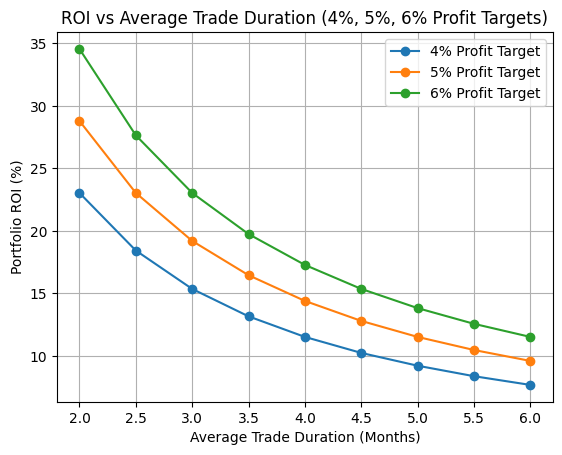 ROI vs Average Trade Duration (4%, 5%, 6% Profit Targets)
4% Profit Target
5% Profit Target
6% Profit Target
Portfolio ROI (%)
35
30
25
20
15
10
2.0 2.5 3.0 3.5 4.0 4.5 5.0 5.5 6.0
Average Trade Duration (Months)